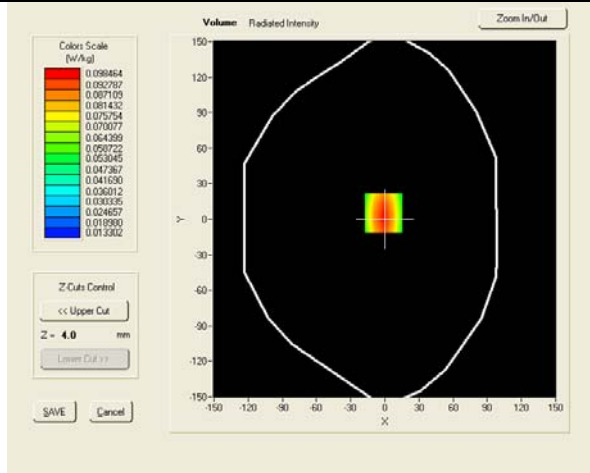 Volume Radiated Intensity
Zoom In/Out
Colors Scale
(W/kg)
0.098464
0.092787
0.087109
0.081432
0.075754
0.070077
0.064399
0.058722
0.053045
0.047367
0.041690
0.036012
0.030335
0.024657
0.018980
0.013302
Z-Cuts Control
<< Upper Cut
Z = 4.0 mm
Lower Cut >>
SAVE Cancel
150
120
90
60
30
0
-30
-60
-90
-120
-150
Y
-150 -120 -90 -60 -30 0 30 60 90 120 150
X